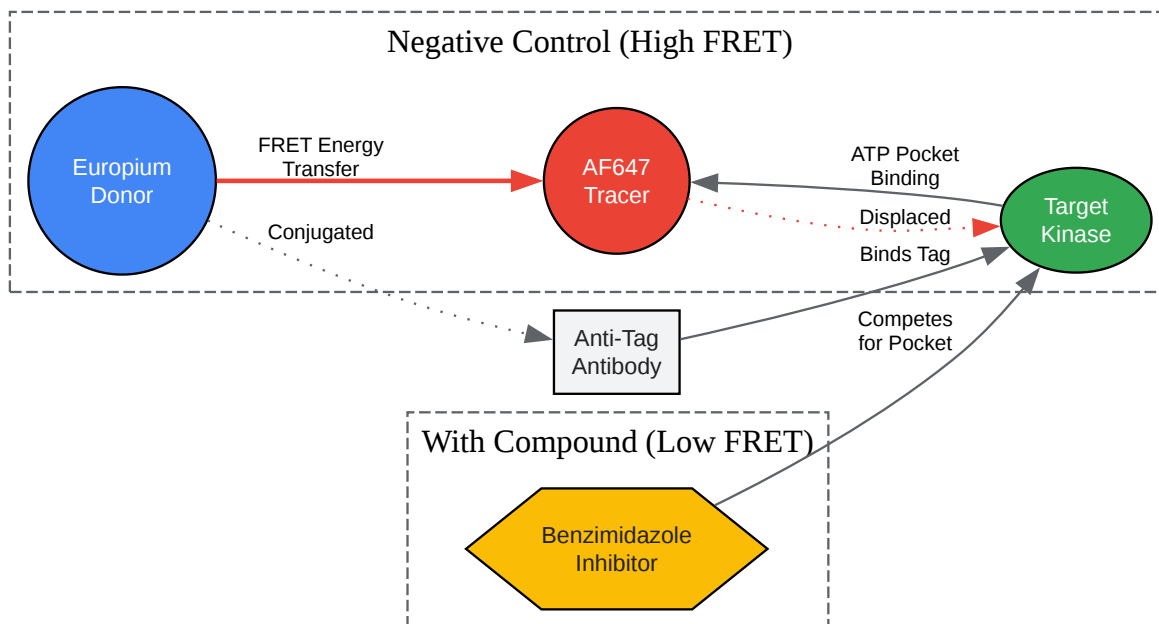 Negative Control (High FRET)
Europium
Donor
FRET Energy
Transfer
AF647
Tracer
ATP Pocket
Binding
Displaced
Target
Kinase
Conjugated
Binds Tag
Anti-Tag
Antibody
Competes
for Pocket
With Compound (Low FRET)
Benzimidazole
Inhibitor